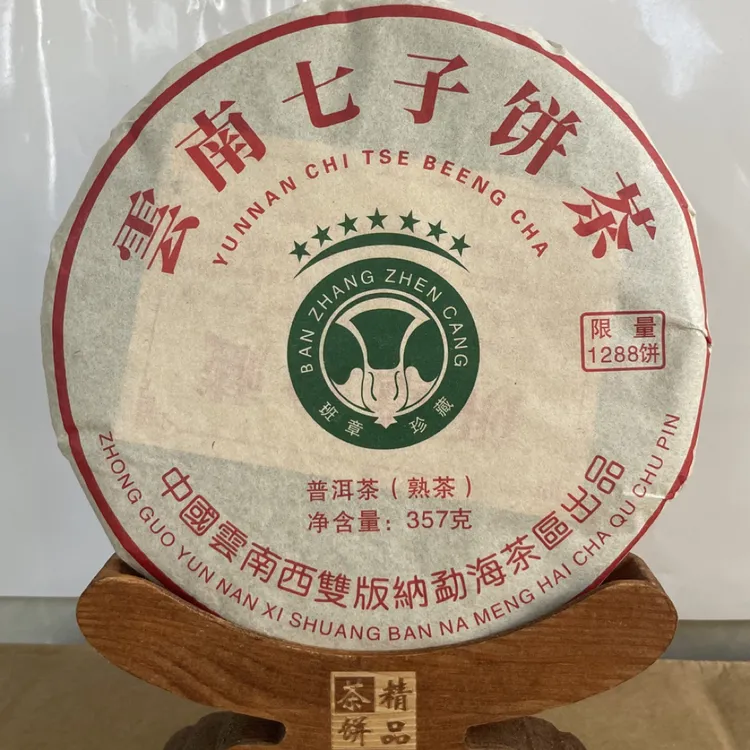 雲南七子饼茶
YUNNAN CHI TSE BEENG CHA
BAN ZHANG ZHEN CANG
班章 珍藏
限量
1288饼
普洱茶（熟茶）
净含量：357克
中國雲南西雙版納勐海茶區出品
ZHONG GUO YUN NAN XI SHUANG BAN NA MENG HAI CHA QU CHU PIN
精品
茶饼